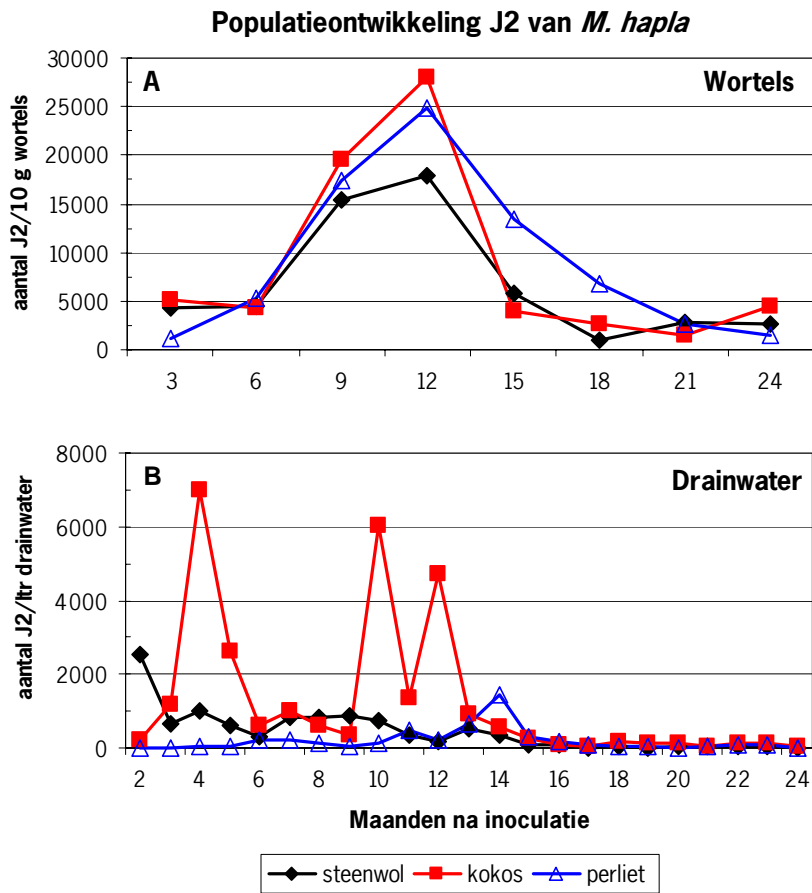 Populatieontwikkeling J2 van M. hapla
A
Wortels
aantal J2/10 g wortels
30000
25000
20000
15000
10000
5000
0
3 6 9 12 15 18 21 24
B
Drainwater
aantal J2/ltr drainwater
8000
6000
4000
2000
0
2 4 6 8 10 12 14 16 18 20 22 24
Maanden na inoculatie
steenwol kokos perliet